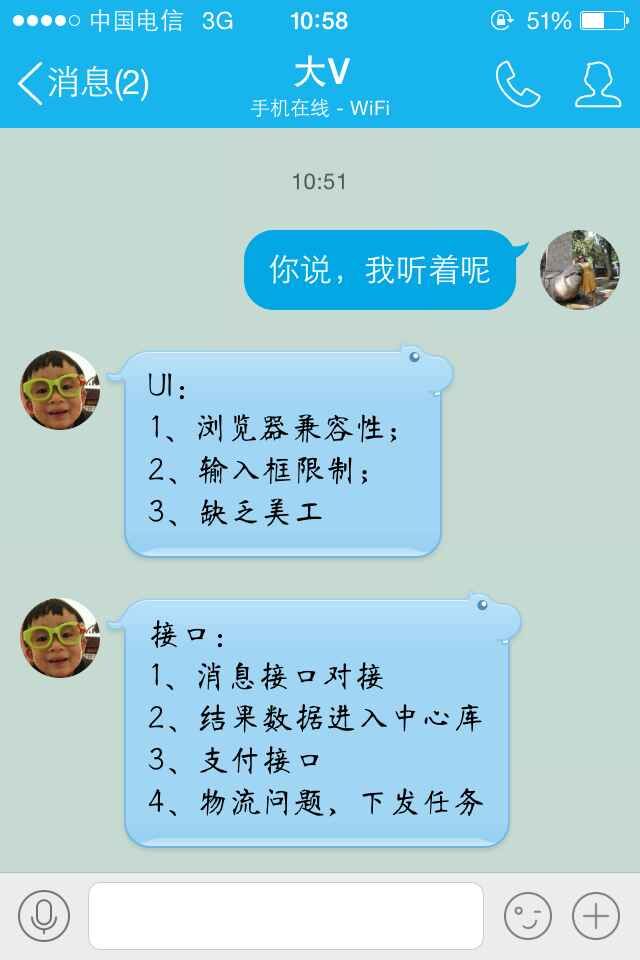 中国电信 3G 10:58 51%
消息(2) 大V
手机在线 - WiFi
10:51
你说，我听着呢
UI：
1、浏览器兼容性；
2、输入框限制；
3、缺乏美工
接口：
1、消息接口对接
2、结果数据进入中心库
3、支付接口
4、物流问题，下发任务